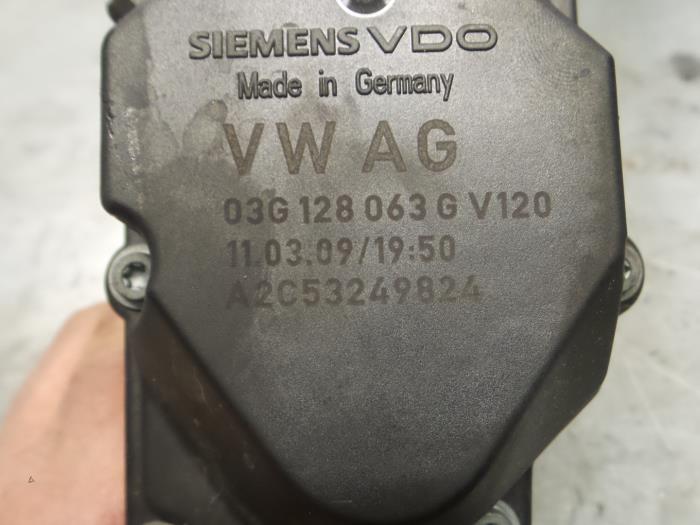 SIEMENS VDO
Made in Germany
VW AG
03G 128 063 G V120
11.03.09/19:50
A2C53249824